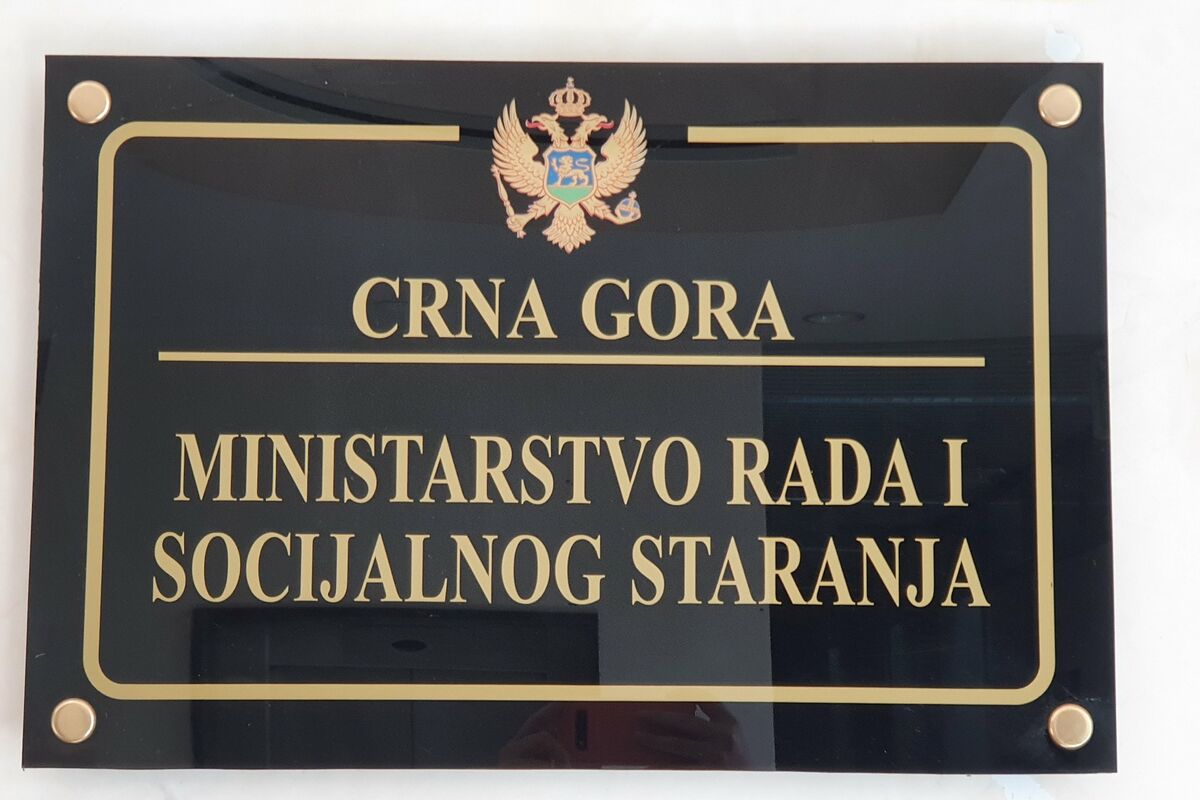 CRNA GORA
MINISTARSTVO RADA I
SOCIJALNOG STARANJA